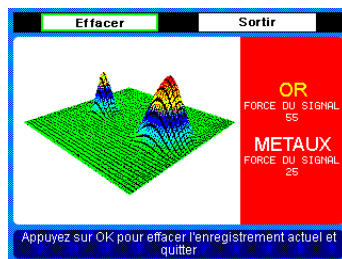 Effacer
Sortir
OR
FORCE DU SIGNAL
55
METAUX
FORCE DU SIGNAL
25
Appuyez sur OK pour effacer l'enregistrement actuel et
quitter